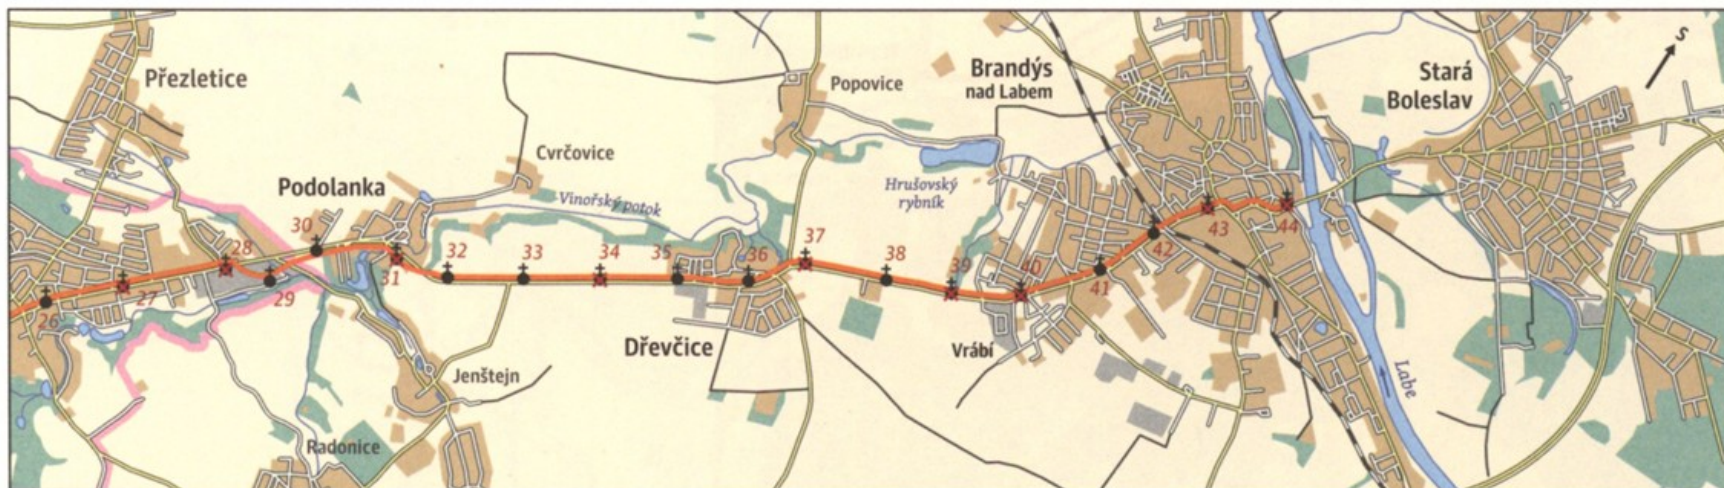 Přezletice
Podolanka
Cvrčovice
Vinořský potok
Popovice
Hrušovský
rybník
Brandýs
nad Labem
Stará
Boleslav
S
26
27
28
29
30
31
32
33
34
35
36
37
38
39
40
41
42
43
44
Dřevčice
Vrábí
Jenštejn
Radonice
Labe